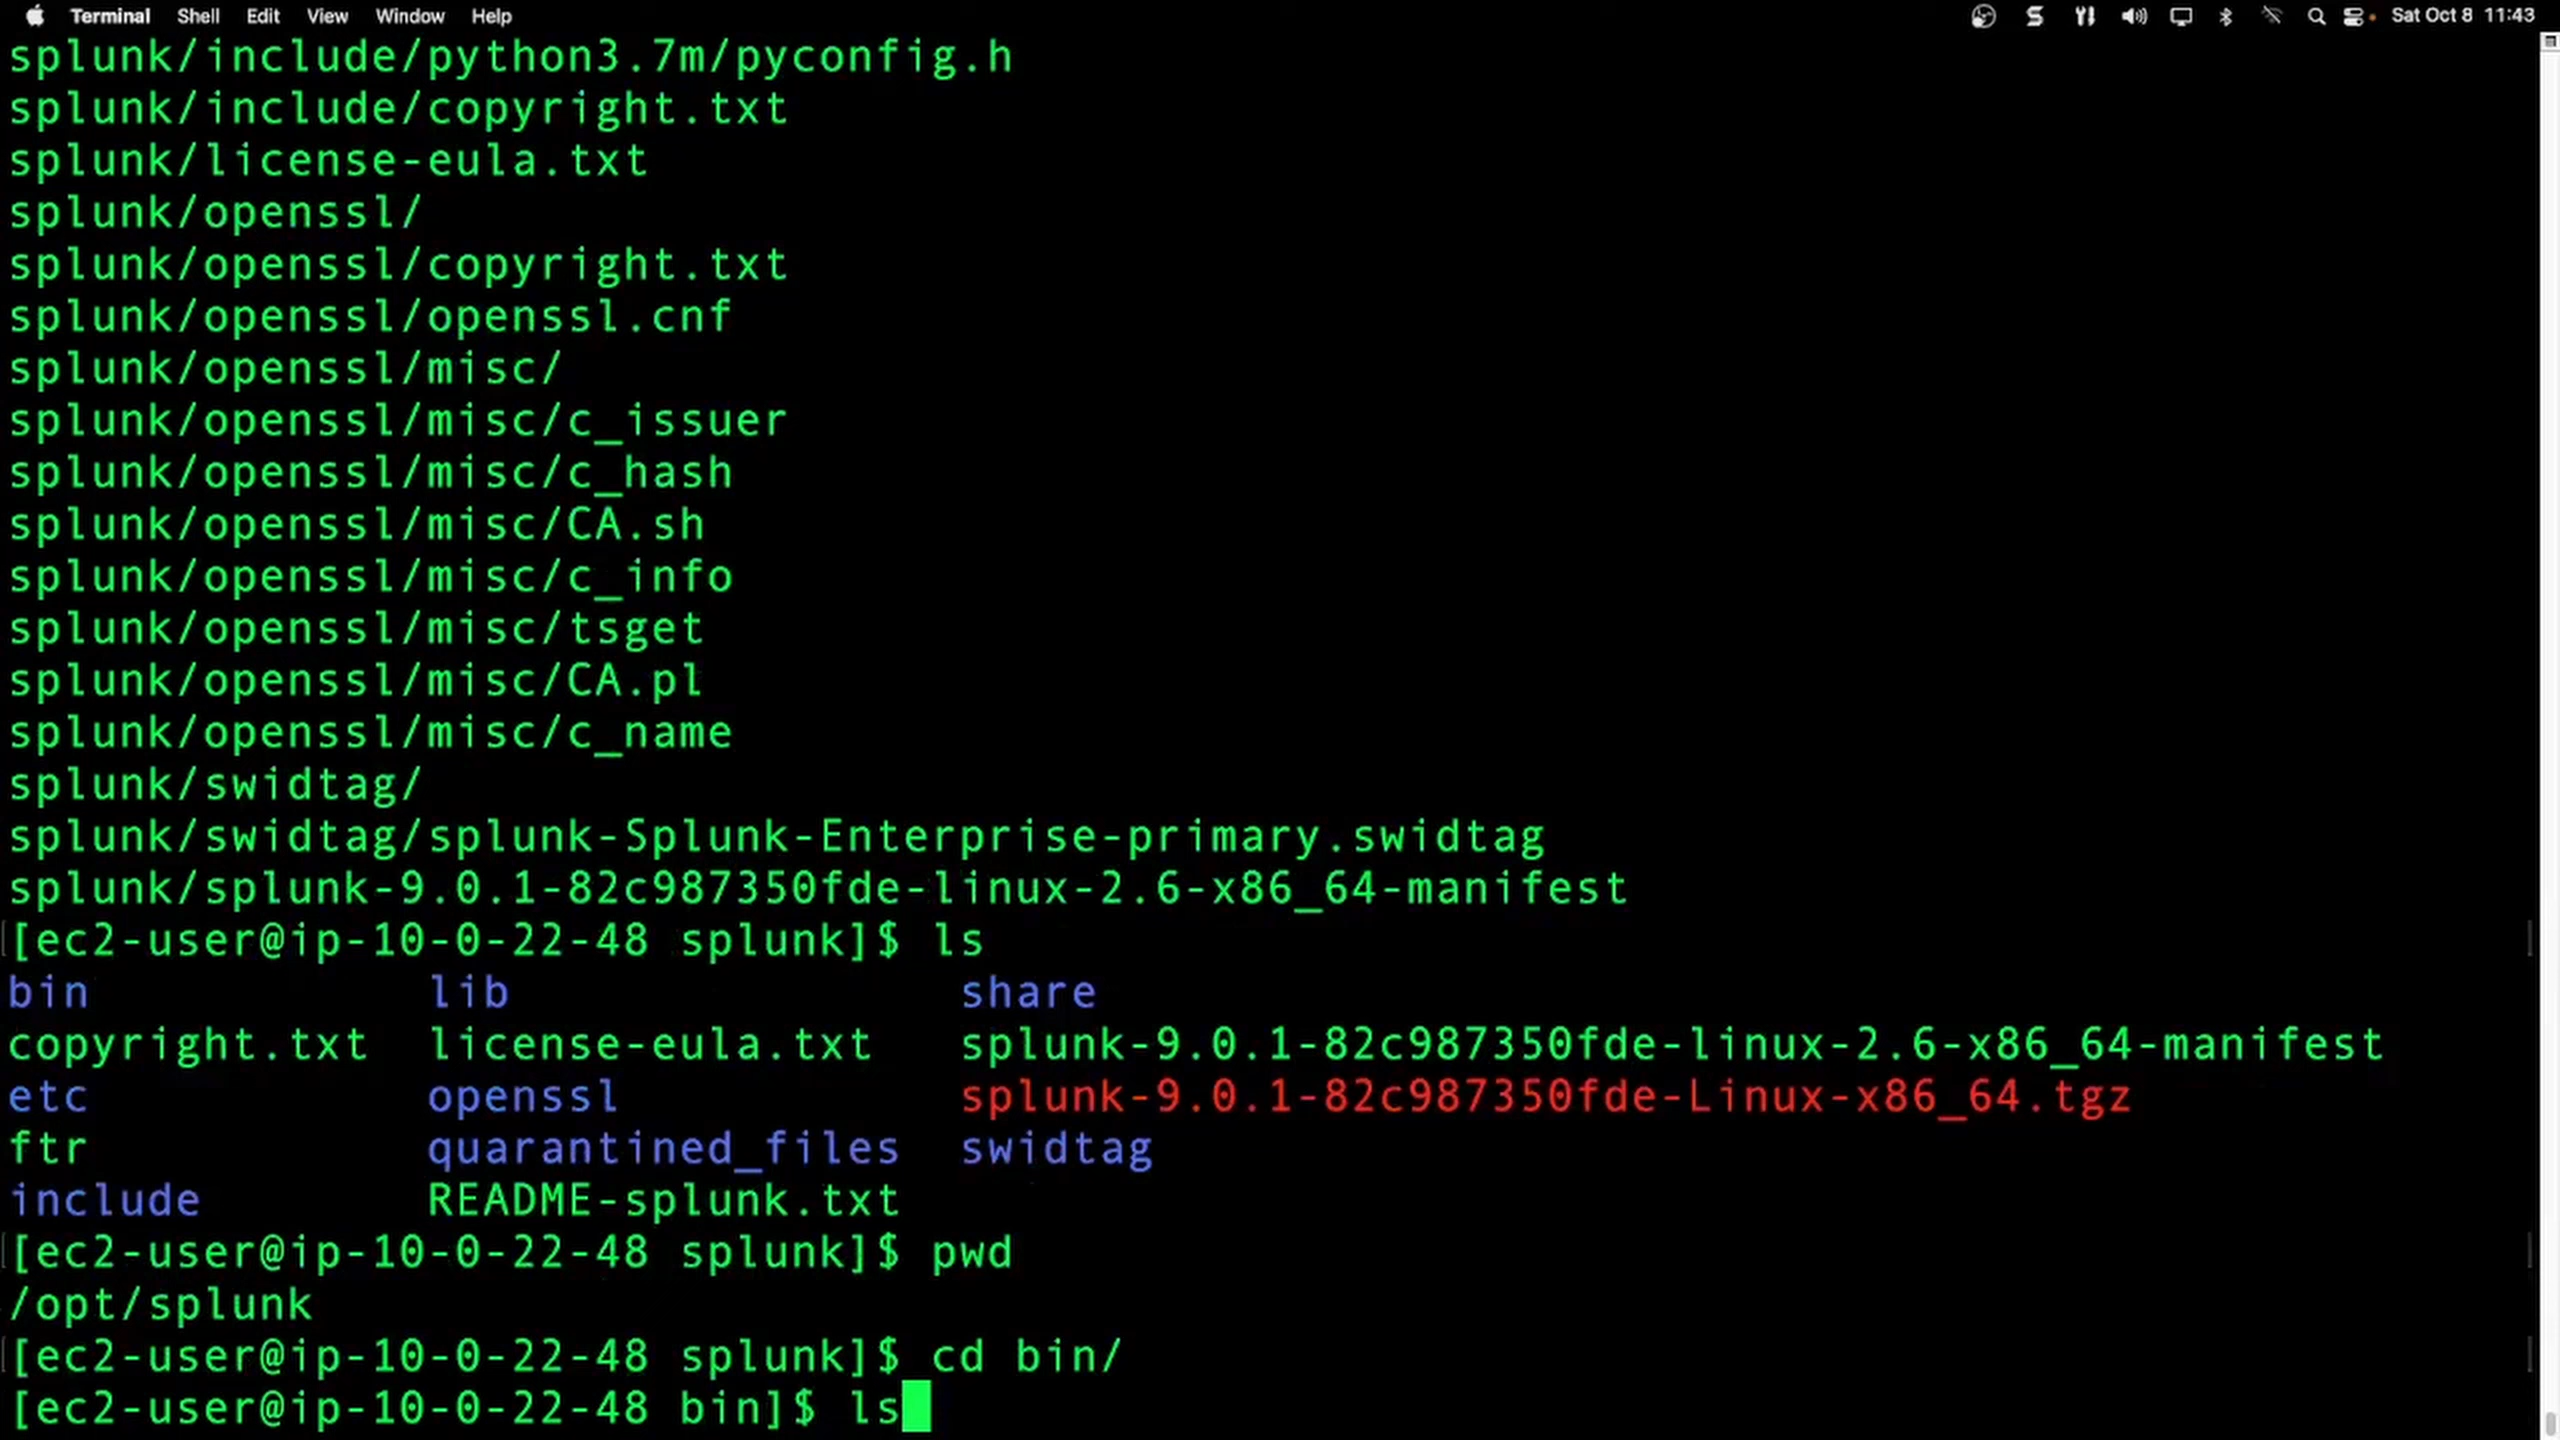 Terminal Shell Edit View Window Help Sat Oct 8 11:43
splunk/include/python3.7m/pyconfig.h
splunk/include/copyright.txt
splunk/license-eula.txt
splunk/openssl/
splunk/openssl/copyright.txt
splunk/openssl/openssl.cnf
splunk/openssl/misc/
splunk/openssl/misc/c_issuer
splunk/openssl/misc/c_hash
splunk/openssl/misc/CA.sh
splunk/openssl/misc/c_info
splunk/openssl/misc/tsget
splunk/openssl/misc/CA.pl
splunk/openssl/misc/c_name
splunk/swidtag/
splunk/swidtag/splunk-Splunk-Enterprise-primary.swidtag
splunk/splunk-9.0.1-82c987350fde-linux-2.6-x86_64-manifest
[ec2-user@ip-10-0-22-48 splunk]$ ls
bin lib share
copyright.txt license-eula.txt splunk-9.0.1-82c987350fde-linux-2.6-x86_64-manifest
etc openssl splunk-9.0.1-82c987350fde-Linux-x86_64.tgz
ftr quarantined_files swidtag
include README-splunk.txt
[ec2-user@ip-10-0-22-48 splunk]$ pwd
/opt/splunk
[ec2-user@ip-10-0-22-48 splunk]$ cd bin/
[ec2-user@ip-10-0-22-48 bin]$ ls